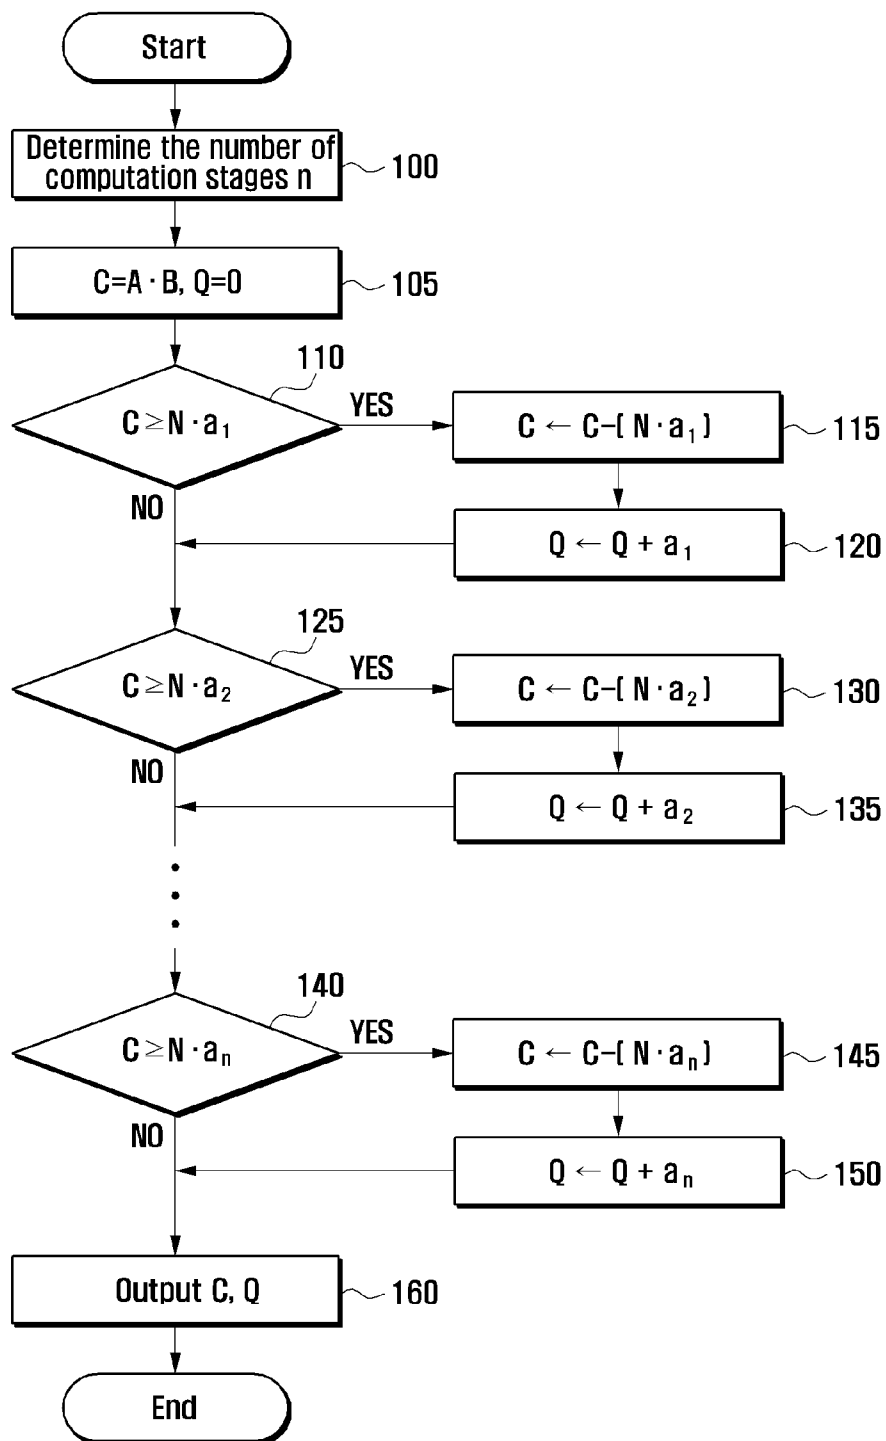 Start
Determine the number of
computation stages n
100
C=A · B, Q=0
105
110
C ≥ N · a₁
YES
C ← C-[ N · a₁ ]
115
NO
Q ← Q + a₁
120
125
C ≥ N · a₂
YES
C ← C-[ N · a₂ ]
130
NO
Q ← Q + a₂
135
140
C ≥ N · aₙ
YES
C ← C-[ N · aₙ ]
145
NO
Q ← Q + aₙ
150
Output C, Q
160
End